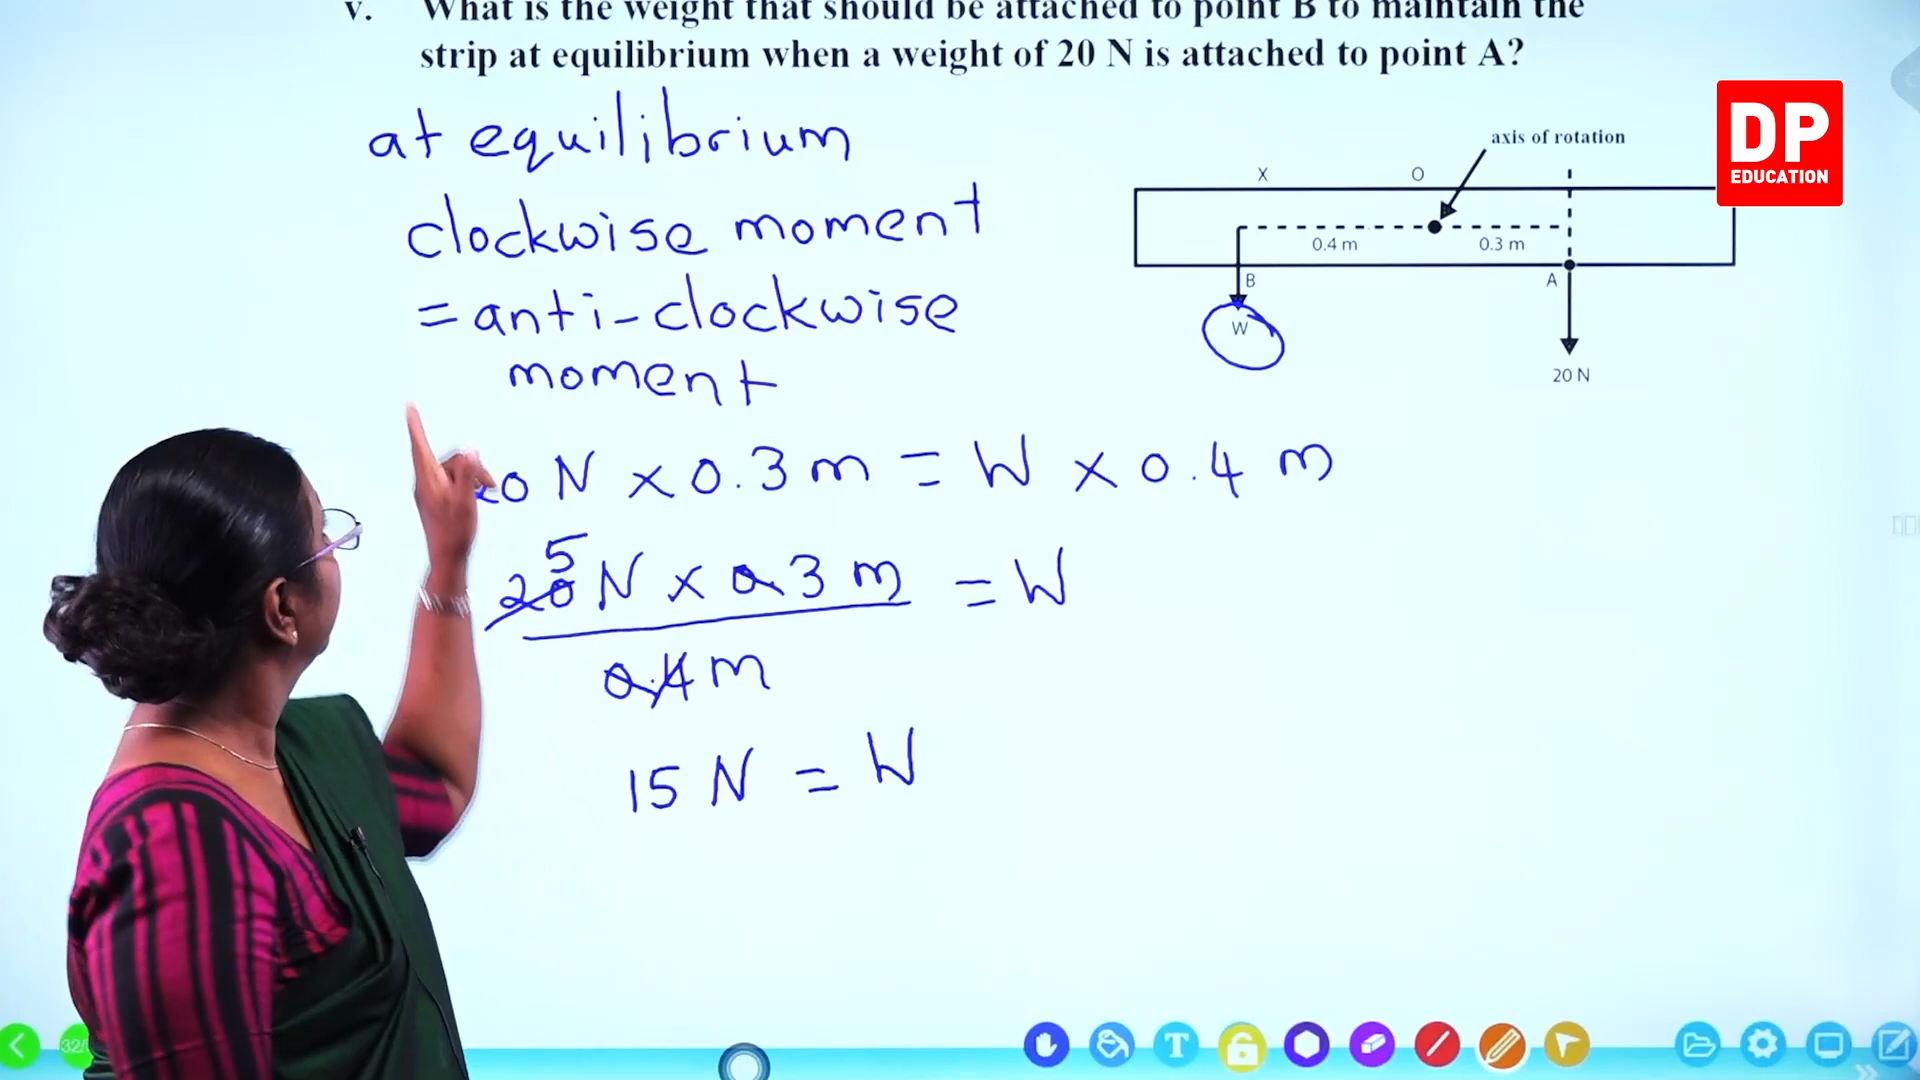 v. What is the weight that should be attached to point B to maintain the
strip at equilibrium when a weight of 20 N is attached to point A?
at equilibrium
clockwise moment
= anti-clockwise
moment
20 N × 0.3 m = W × 0.4 m
5
20 N × 0.3 m = W
0.4 m
15 N = W
DP
EDUCATION
axis of rotation
X O
0.4 m 0.3 m
B A
W
20 N
32/
T